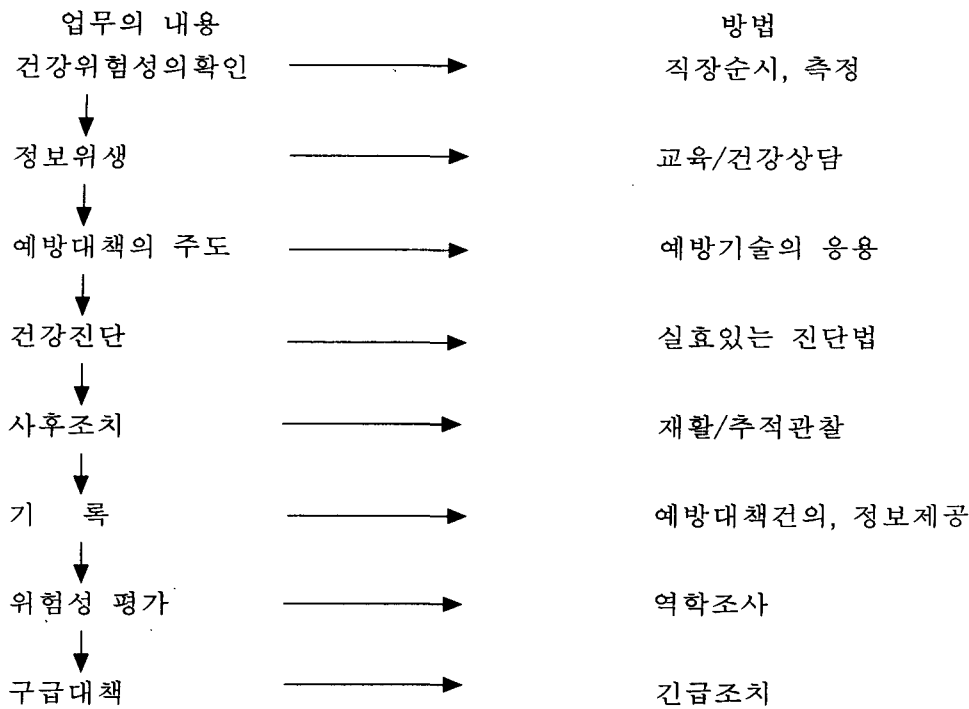 업무의 내용 방법
건강위험성의확인 직장순시, 측정
정보위생 교육/건강상담
예방대책의 주도 예방기술의 응용
건강진단 실효있는 진단법
사후조치 재활/추적관찰
기 록 예방대책건의, 정보제공
위험성 평가 역학조사
구급대책 긴급조치